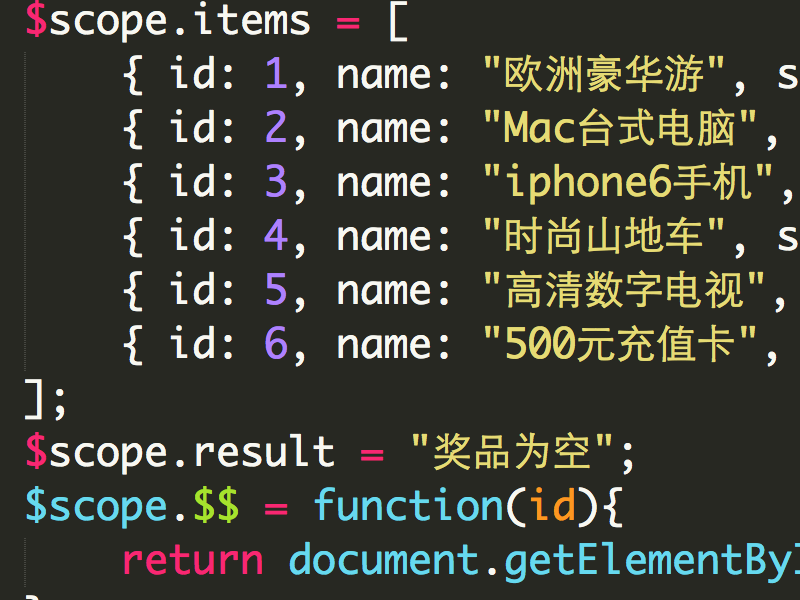 $scope.items = [
{ id: 1, name: "欧洲豪华游", s
{ id: 2, name: "Mac台式电脑",
{ id: 3, name: "iphone6手机",
{ id: 4, name: "时尚山地车", s
{ id: 5, name: "高清数字电视",
{ id: 6, name: "500元充值卡",
];
$scope.result = "奖品为空";
$scope.$$ = function(id){
return document.getElementBy